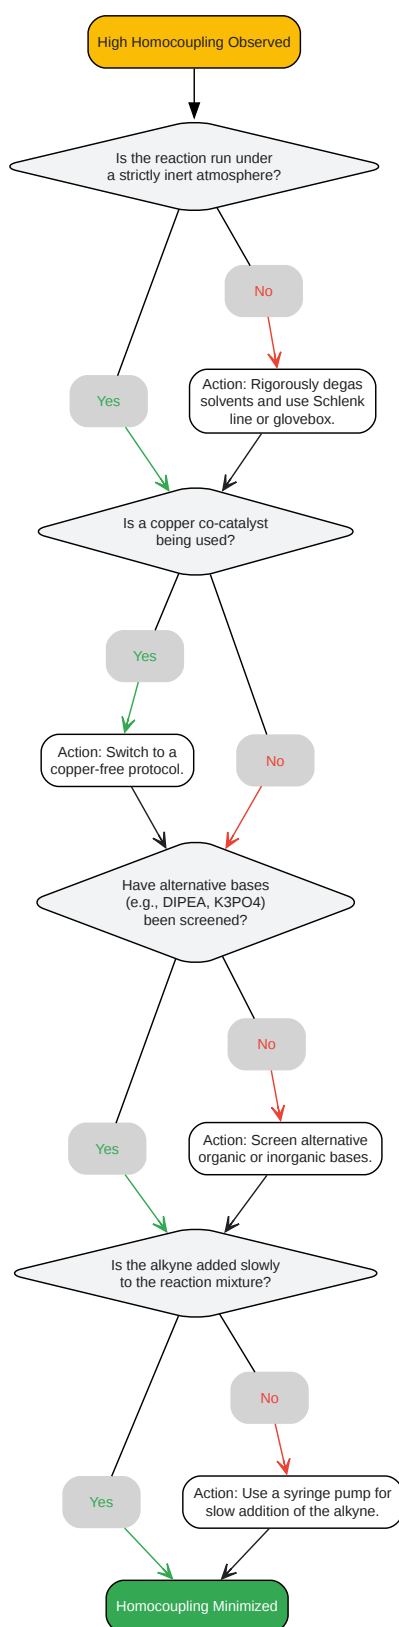 High Homocoupling Observed
Is the reaction run under
a strictly inert atmosphere?
No
Action: Rigorously degas
solvents and use Schlenk
line or glovebox.
Yes
Is a copper co-catalyst
being used?
Yes
Action: Switch to a
copper-free protocol.
No
Have alternative bases
(e.g., DIPEA, K3PO4)
been screened?
No
Action: Screen alternative
organic or inorganic bases.
Yes
Is the alkyne added slowly
to the reaction mixture?
No
Action: Use a syringe pump for
slow addition of the alkyne.
Yes
Homocoupling Minimized